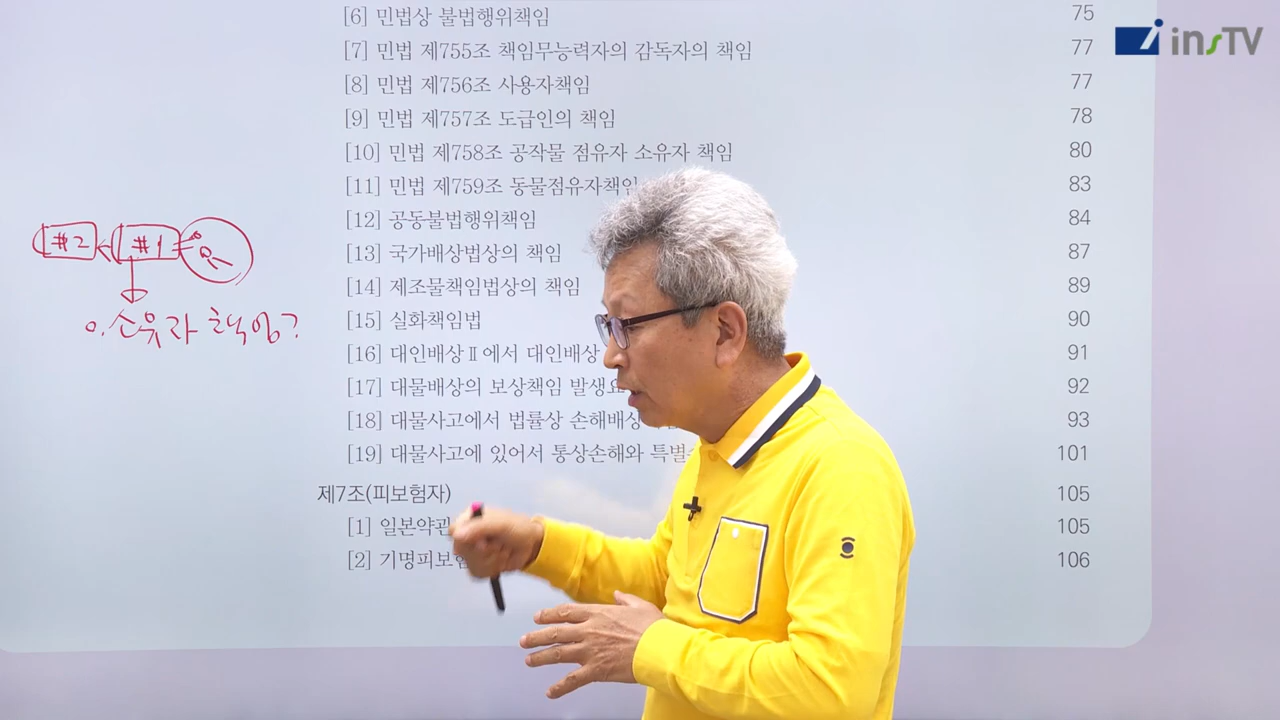 [6] 민법상 불법행위책임 75
insTV
[7] 민법 제755조 책임무능력자의 감독자의 책임 77
[8] 민법 제756조 사용자책임 77
[9] 민법 제757조 도급인의 책임 78
[10] 민법 제758조 공작물 점유자 소유자 책임 80
[11] 민법 제759조 동물점유자책임 83
[12] 공동불법행위책임 84
[13] 국가배상법상의 책임 87
[14] 제조물책임법상의 책임 89
[15] 실화책임법 90
[16] 대인배상Ⅱ에서 대인배상 91
[17] 대물배상의 보상책임 발생요 92
[18] 대물사고에서 법률상 손해배상 93
[19] 대물사고에 있어서 통상손해와 특별 101
제7조(피보험자) 105
[1] 일본약관 105
[2] 기명피보험 106
#2 #1
소유자 책임?